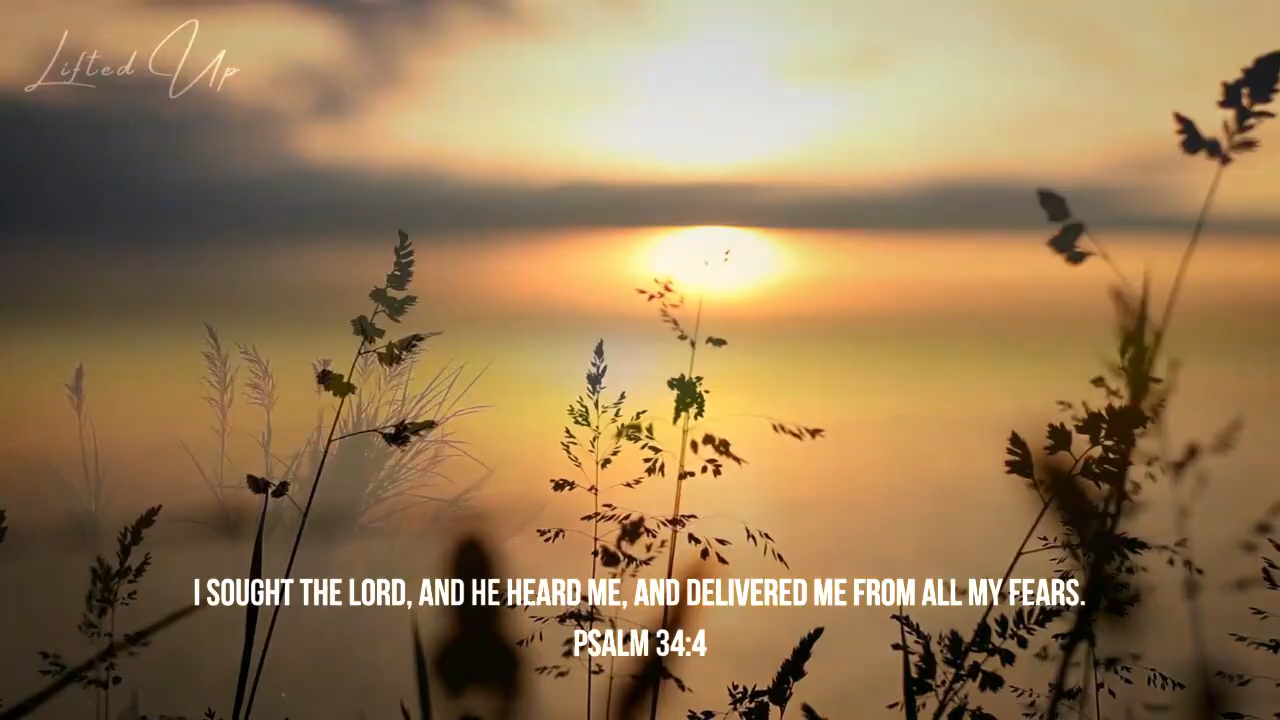 Lifted Up
I SOUGHT THE LORD, AND HE HEARD ME, AND DELIVERED ME FROM ALL MY FEARS.
PSALM 34:4